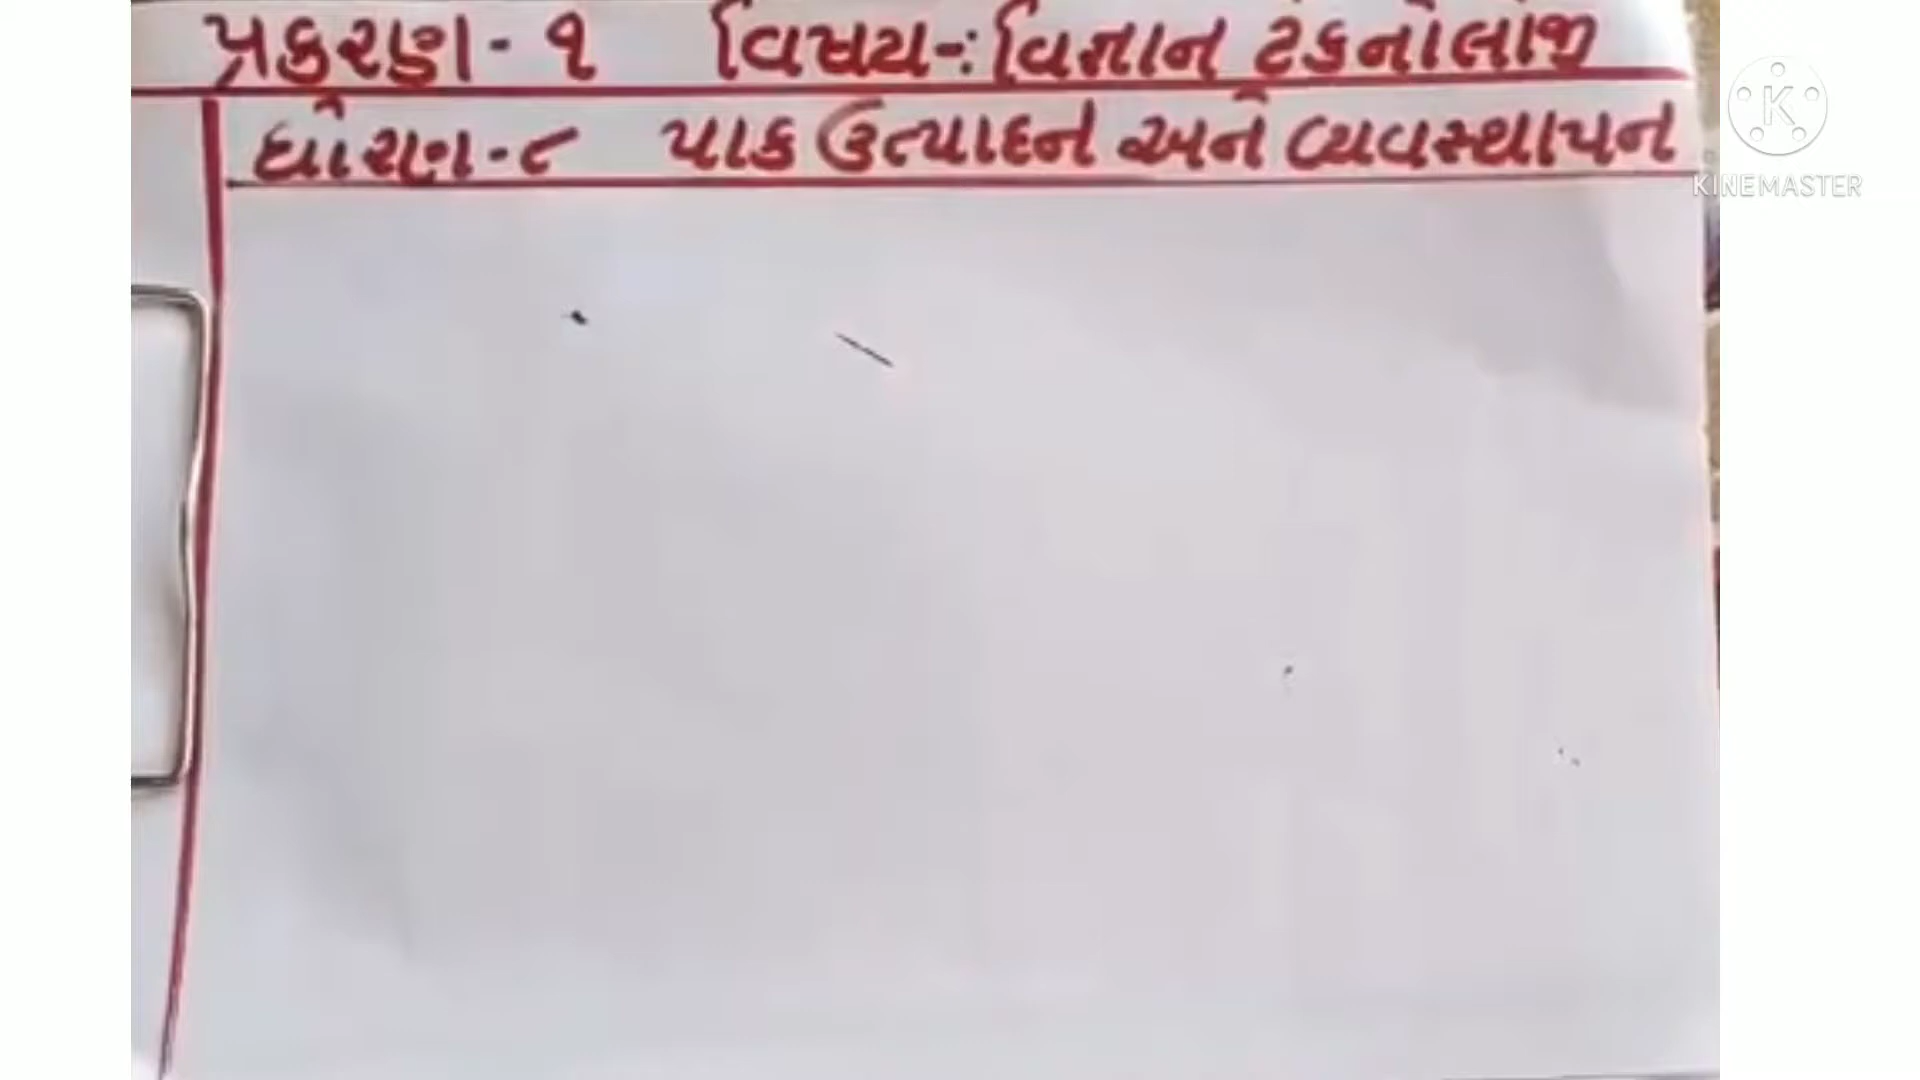 પ્રકરણ - ૧ વિષય-: વિજ્ઞાન ટેકનોલોજી
ધોરણ - ૮ પાક ઉત્પાદન અને વ્યવસ્થાપન
KINEMASTER